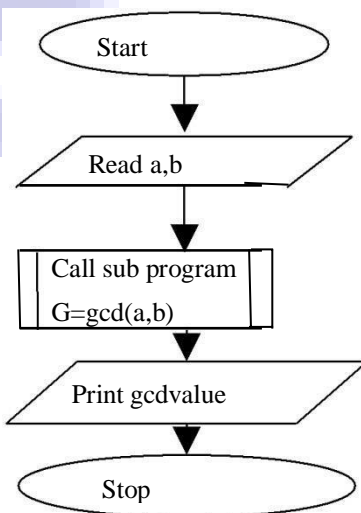 Start
Read a,b
Call sub program
G=gcd(a,b)
Print gcdvalue
Stop